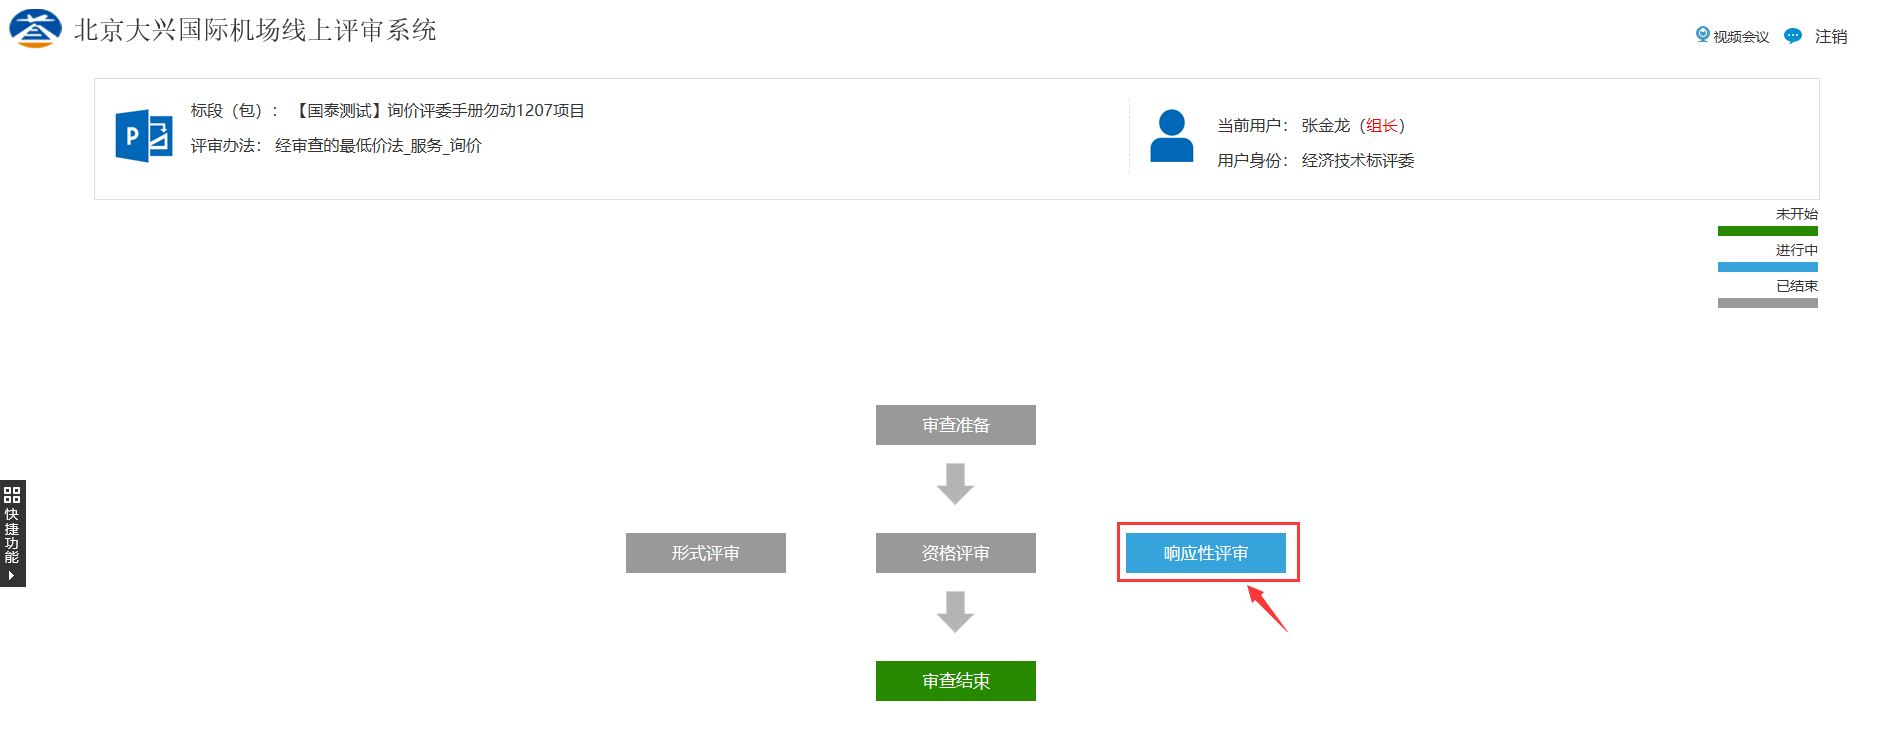 北京大兴国际机场线上评审系统
视频会议 注销
标段（包）： 【国泰测试】询价评委手册勿动1207项目
评审办法： 经审查的最低价法_服务_询价
P
当前用户： 张金龙（组长）
用户身份： 经济技术标评委
未开始
进行中
已结束
审查准备
快捷功能
形式评审 资格评审 响应性评审
审查结束